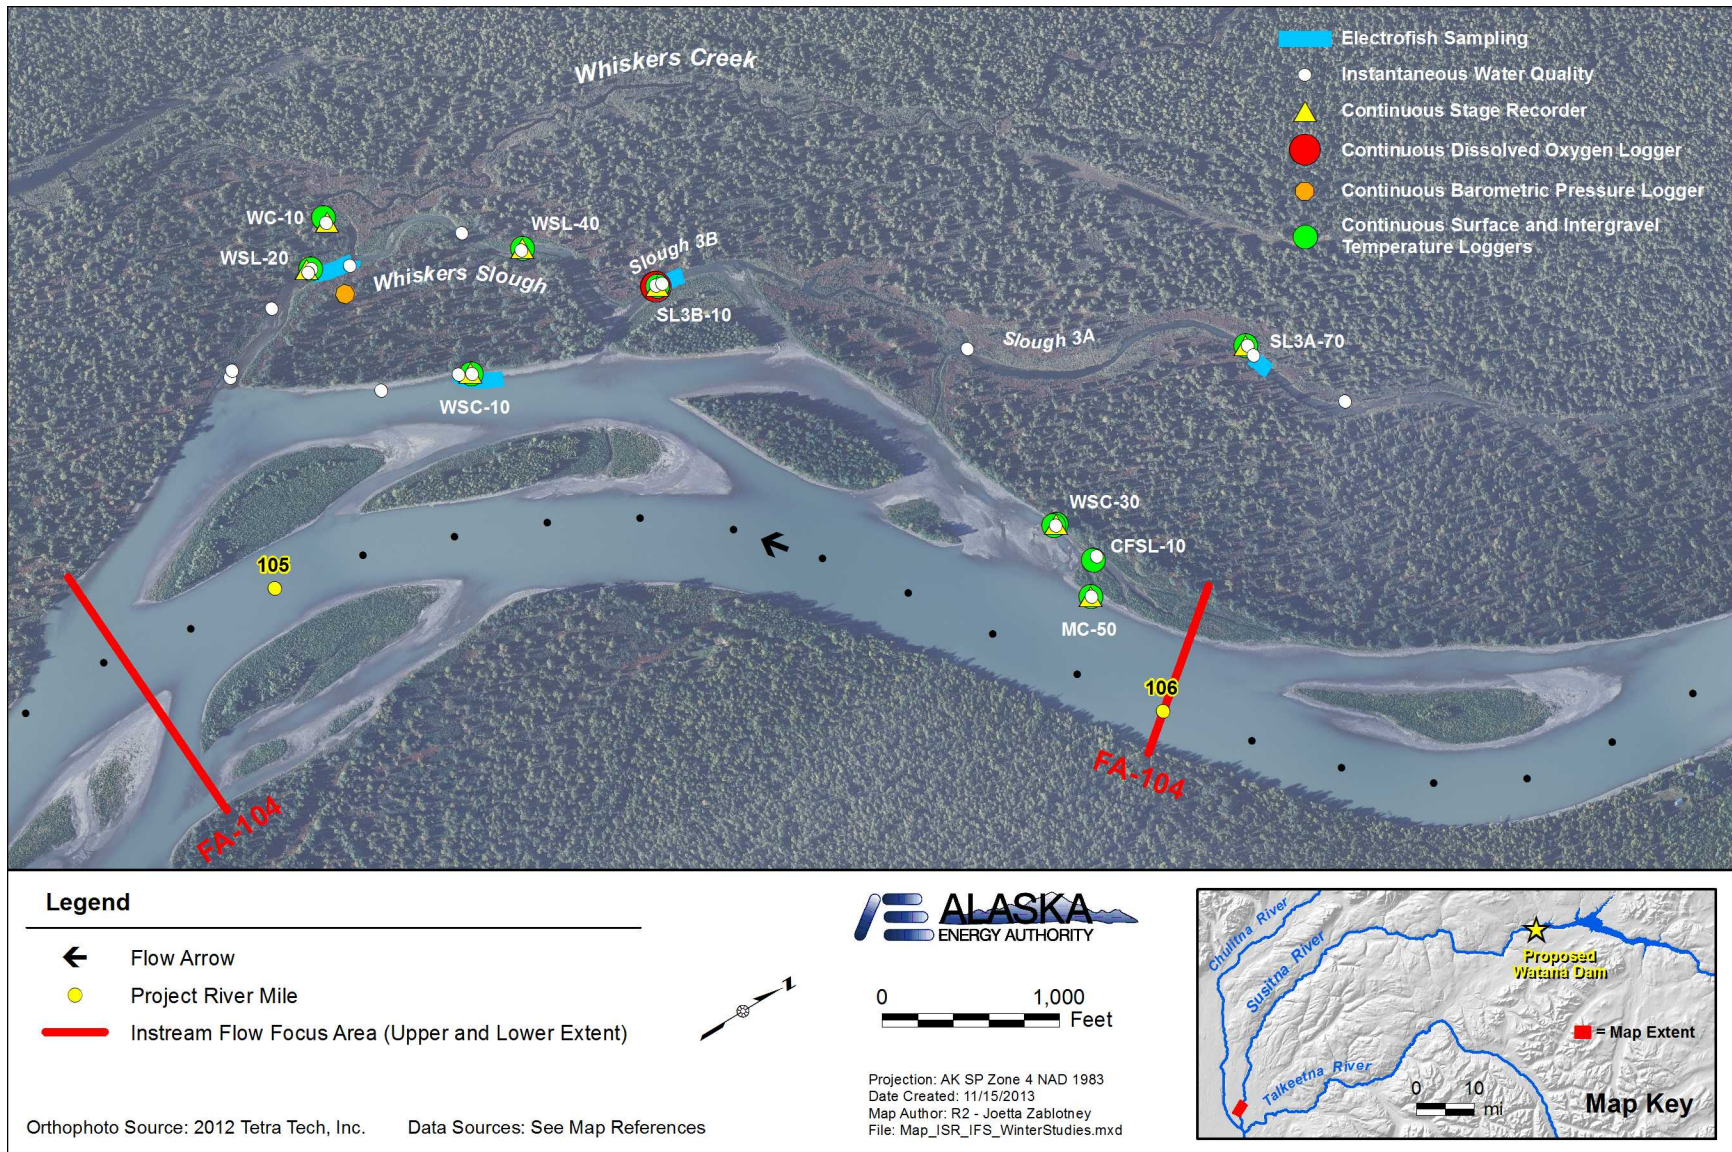 Whiskers Creek
Electrofish Sampling
Instantaneous Water Quality
Continuous Stage Recorder
Continuous Dissolved Oxygen Logger
Continuous Barometric Pressure Logger
Continuous Surface and Intergravel
Temperature Loggers
WC-10
WSL-40
WSL-20
Whiskers Slough
Slough 3B
SL3B-10
Slough 3A
SL3A-70
WSC-10
WSC-30
CFSL-10
MC-50
105
106
FA-104
FA-104
Legend
Flow Arrow
Project River Mile
Instream Flow Focus Area (Upper and Lower Extent)
Orthophoto Source: 2012 Tetra Tech, Inc.
Data Sources: See Map References
ALASKA
ENERGY AUTHORITY
N
0 1,000
Feet
Projection: AK SP Zone 4 NAD 1983
Date Created: 11/15/2013
Map Author: R2 - Joetta Zablotney
File: Map_ISR_IFS_WinterStudies.mxd
Chulitna River
Susitna River
Proposed
Watana Dam
= Map Extent
Talkeetna River
0 10
mi
Map Key